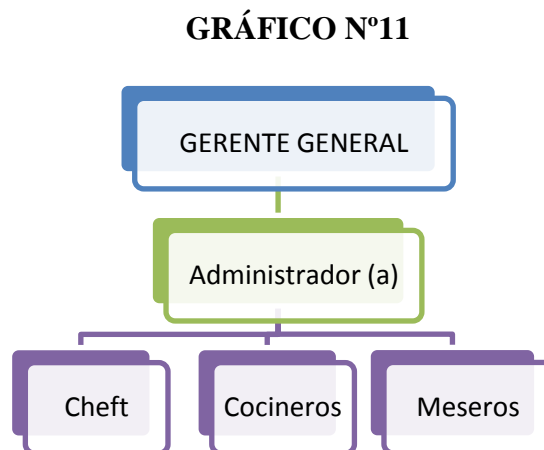 GRÁFICO Nº11
GERENTE GENERAL
Administrador (a)
Cheft
Cocineros
Meseros